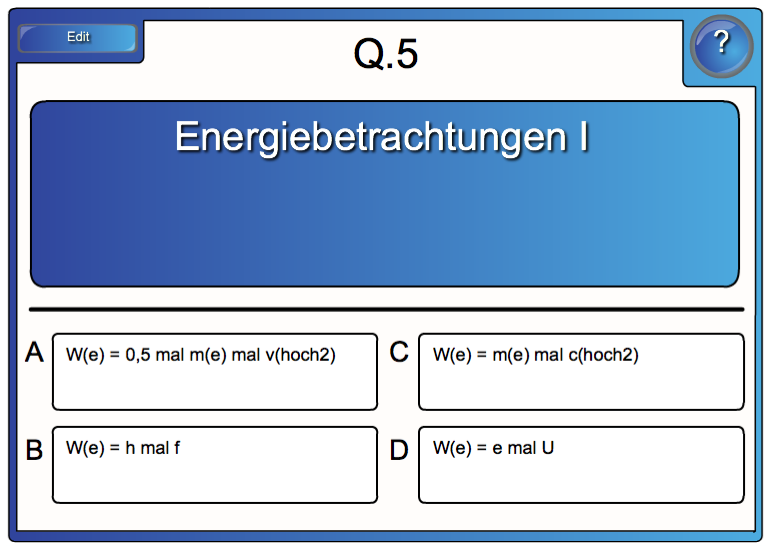 Edit
Q.5
?
Energiebetrachtungen I
A
W(e) = 0,5 mal m(e) mal v(hoch2)
C
W(e) = m(e) mal c(hoch2)
B
W(e) = h mal f
D
W(e) = e mal U